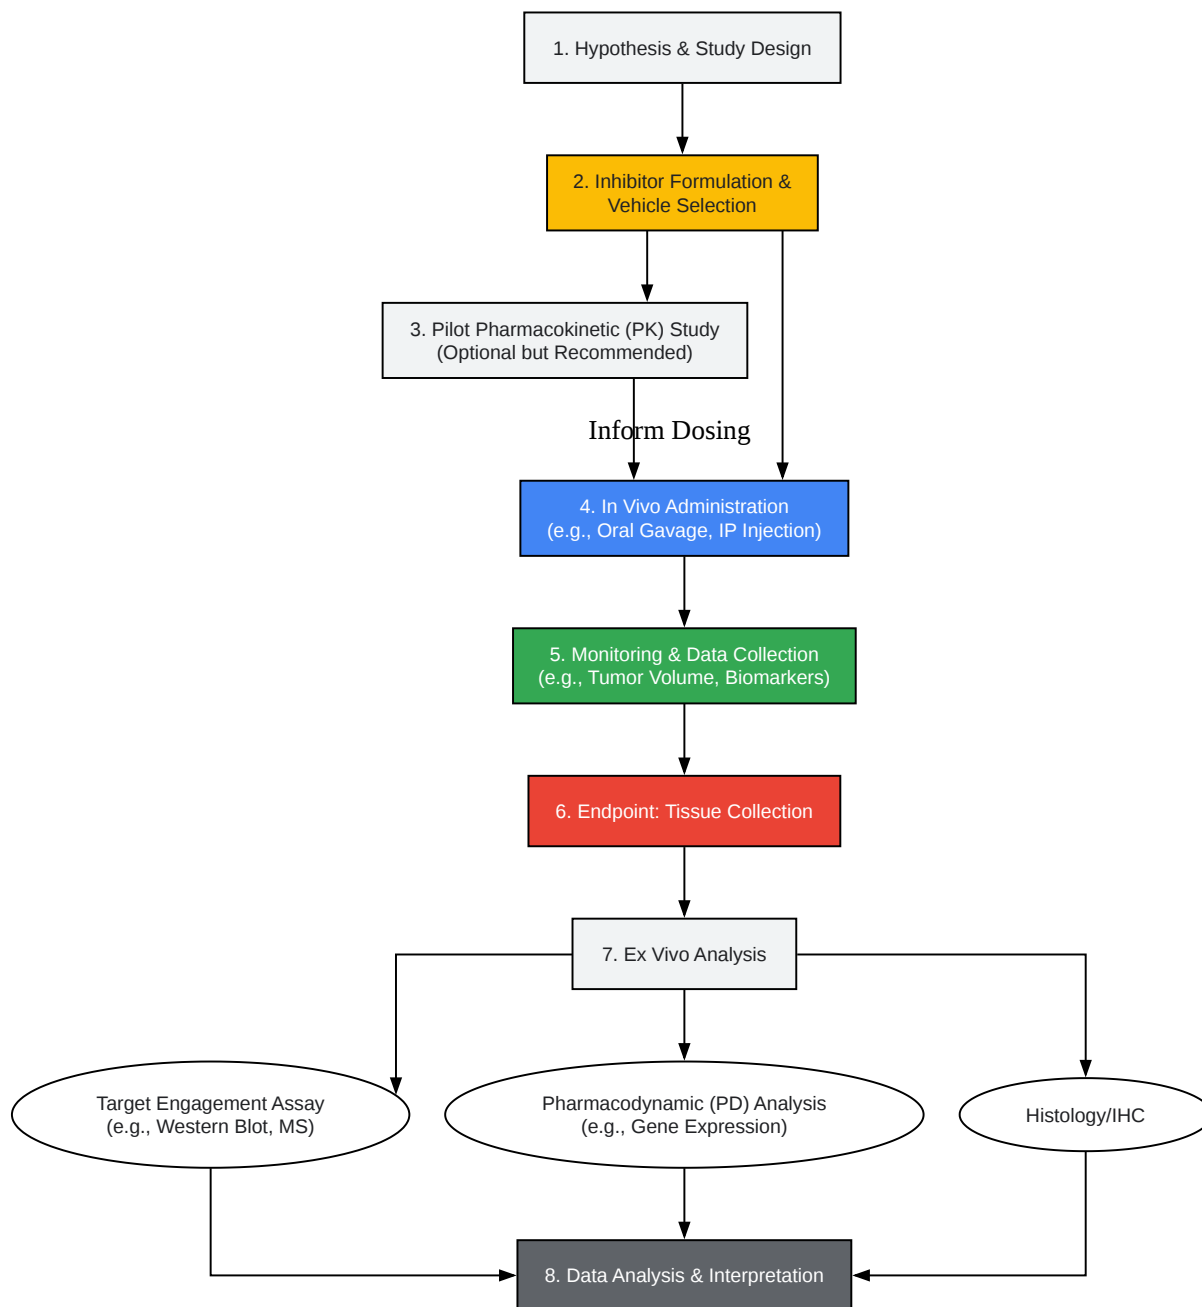 1. Hypothesis & Study Design
2. Inhibitor Formulation &
Vehicle Selection
3. Pilot Pharmacokinetic (PK) Study
(Optional but Recommended)
Inform Dosing
4. In Vivo Administration
(e.g., Oral Gavage, IP Injection)
5. Monitoring & Data Collection
(e.g., Tumor Volume, Biomarkers)
6. Endpoint: Tissue Collection
7. Ex Vivo Analysis
Target Engagement Assay
(e.g., Western Blot, MS)
Pharmacodynamic (PD) Analysis
(e.g., Gene Expression)
Histology/IHC
8. Data Analysis & Interpretation